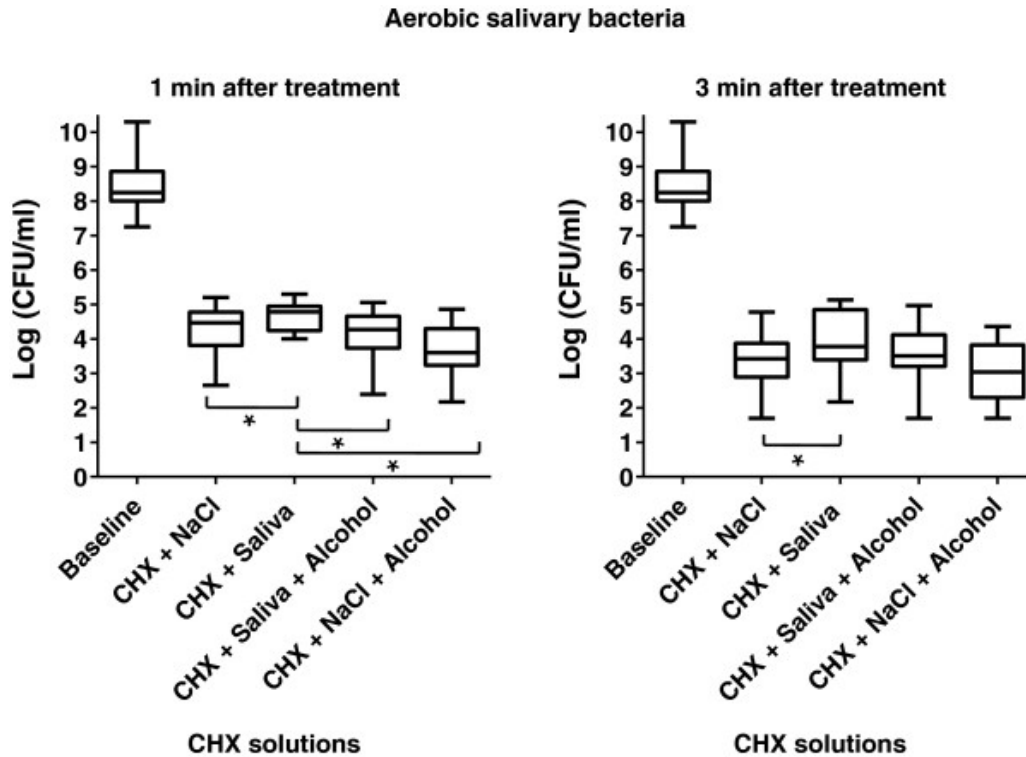 Aerobic salivary bacteria
1 min after treatment
Log (CFU/ml)
10
9
8
7
6
5
4
3
2
1
0
*
*
*
Baseline
CHX + NaCl
CHX + Saliva
CHX + Saliva + Alcohol
CHX + NaCl + Alcohol
CHX solutions
3 min after treatment
Log (CFU/ml)
10
9
8
7
6
5
4
3
2
1
0
*
Baseline
CHX + NaCl
CHX + Saliva
CHX + Saliva + Alcohol
CHX + NaCl + Alcohol
CHX solutions